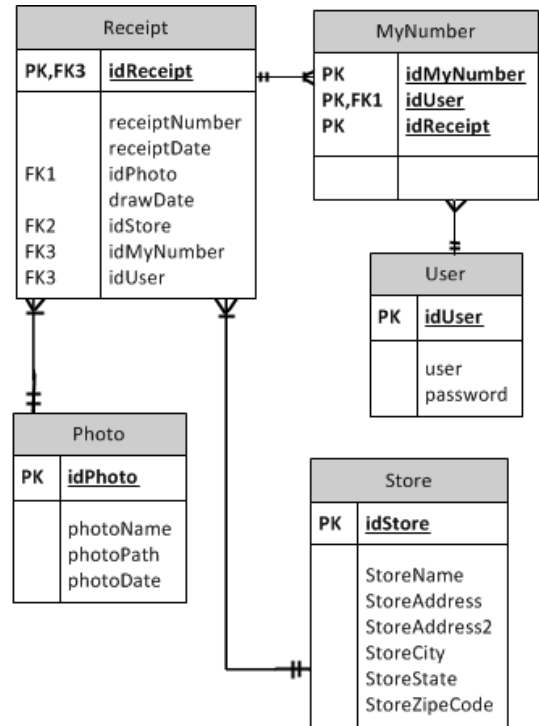 Receipt
PK,FK3 idReceipt
receiptNumber
receiptDate
FK1 idPhoto
drawDate
FK2 idStore
FK3 idMyNumber
FK3 idUser
MyNumber
PK idMyNumber
PK,FK1 idUser
PK idReceipt
User
PK idUser
user
password
Photo
PK idPhoto
photoName
photoPath
photoDate
Store
PK idStore
StoreName
StoreAddress
StoreAddress2
StoreCity
StoreState
StoreZipeCode